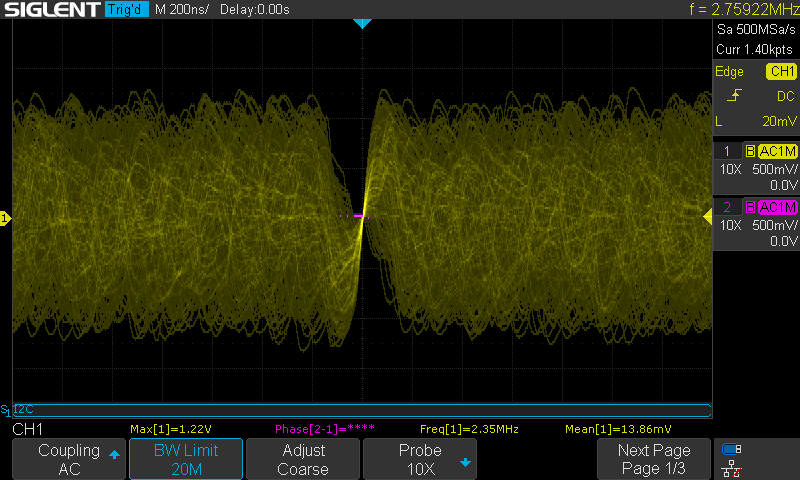 SIGLENT Trig'd M 200ns/ Delay:0.00s f = 2.75922MHz
Sa 500MSa/s
Curr 1.40kpts
Edge CH1
DC
L 20mV
1 B AC1M
10X 500mV/
0.0V
2 B AC1M
10X 500mV/
0.0V
1
S1 I2C
Max[1]=1.22V Phase[2-1]=**** Freq[1]=2.35MHz Mean[1]=13.86mV
CH1
Coupling BW Limit Adjust Probe Next Page
AC 20M Coarse 10X Page 1/3